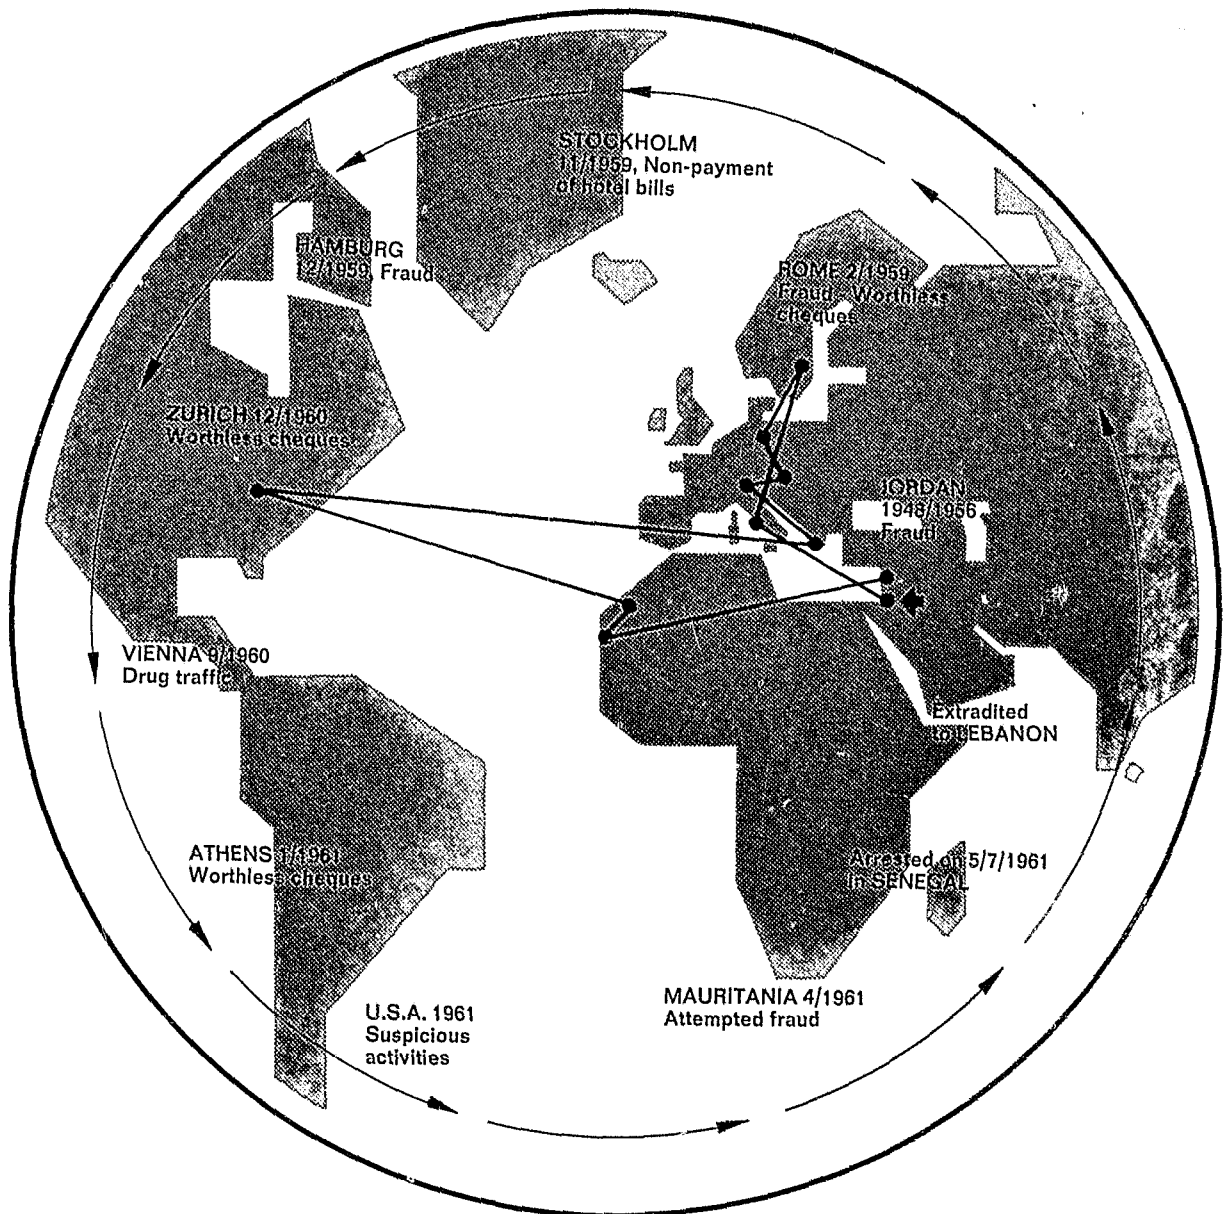 STOCKHOLM
11/1959, Non-payment
of hotel bills
HAMBURG
12/1959, Fraud
ROME 2/1959
Fraud Worthless
cheques
ZURICH 12/1960
Worthless cheques
JORDAN
1948/1956
Fraud
VIENNA 9/1960
Drug traffic
Extradited
to LEBANON
ATHENS 1/1961
Worthless cheques
Arrested on 5/7/1961
in SENEGAL
MAURITANIA 4/1961
Attempted fraud
U.S.A. 1961
Suspicious
activities